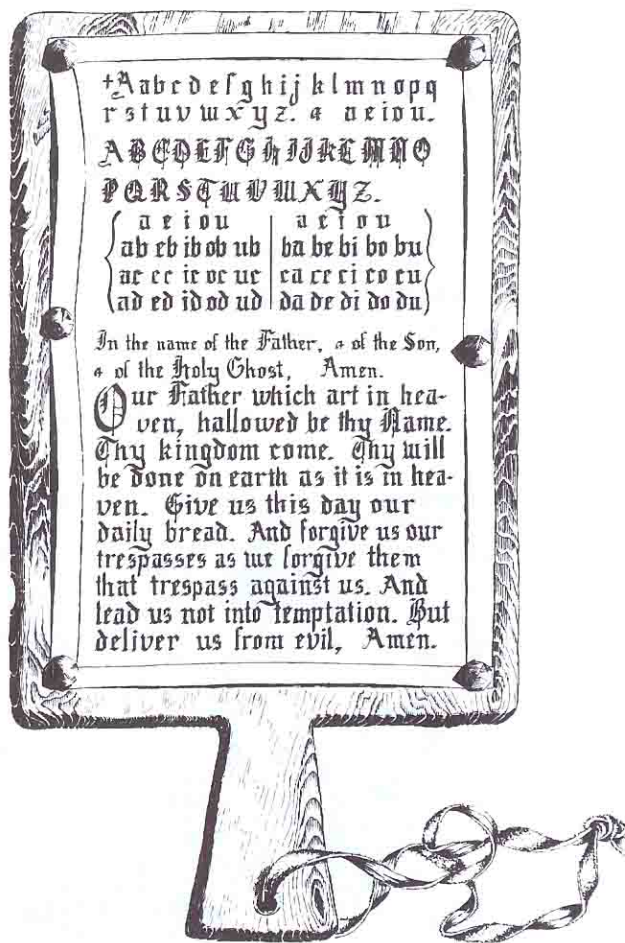 +Aabcdefghijklmnopq
rstuvwxyz. & aeiou.
ABCDEFGHIJKLMNO
PQRSTUVWXYZ.
a e i o u a e i o u
ab eb ib ob ub ba be bi bo bu
ac ec ic oc uc ca ce ci co cu
ad ed id od ud da de di do du
In the name of the Father, & of the Son,
& of the Holy Ghost, Amen.
Our Father which art in hea-
ven, hallowed be thy Name.
Thy kingdom come. Thy will
be done on earth as it is in hea-
ven. Give us this day our
daily bread. And forgive us our
trespasses as we forgive them
that trespass against us. And
lead us not into temptation. But
deliver us from evil, Amen.